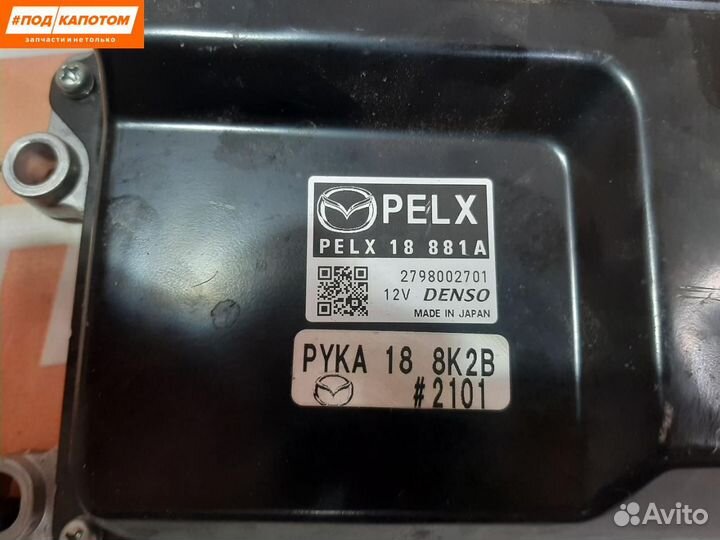 #ПОД КАПОТОМ
запчасти и не только
PELX
PELX 18 881A
2798002701
12V DENSO
MADE IN JAPAN
PYKA 18 8K2B
#2101
Avito